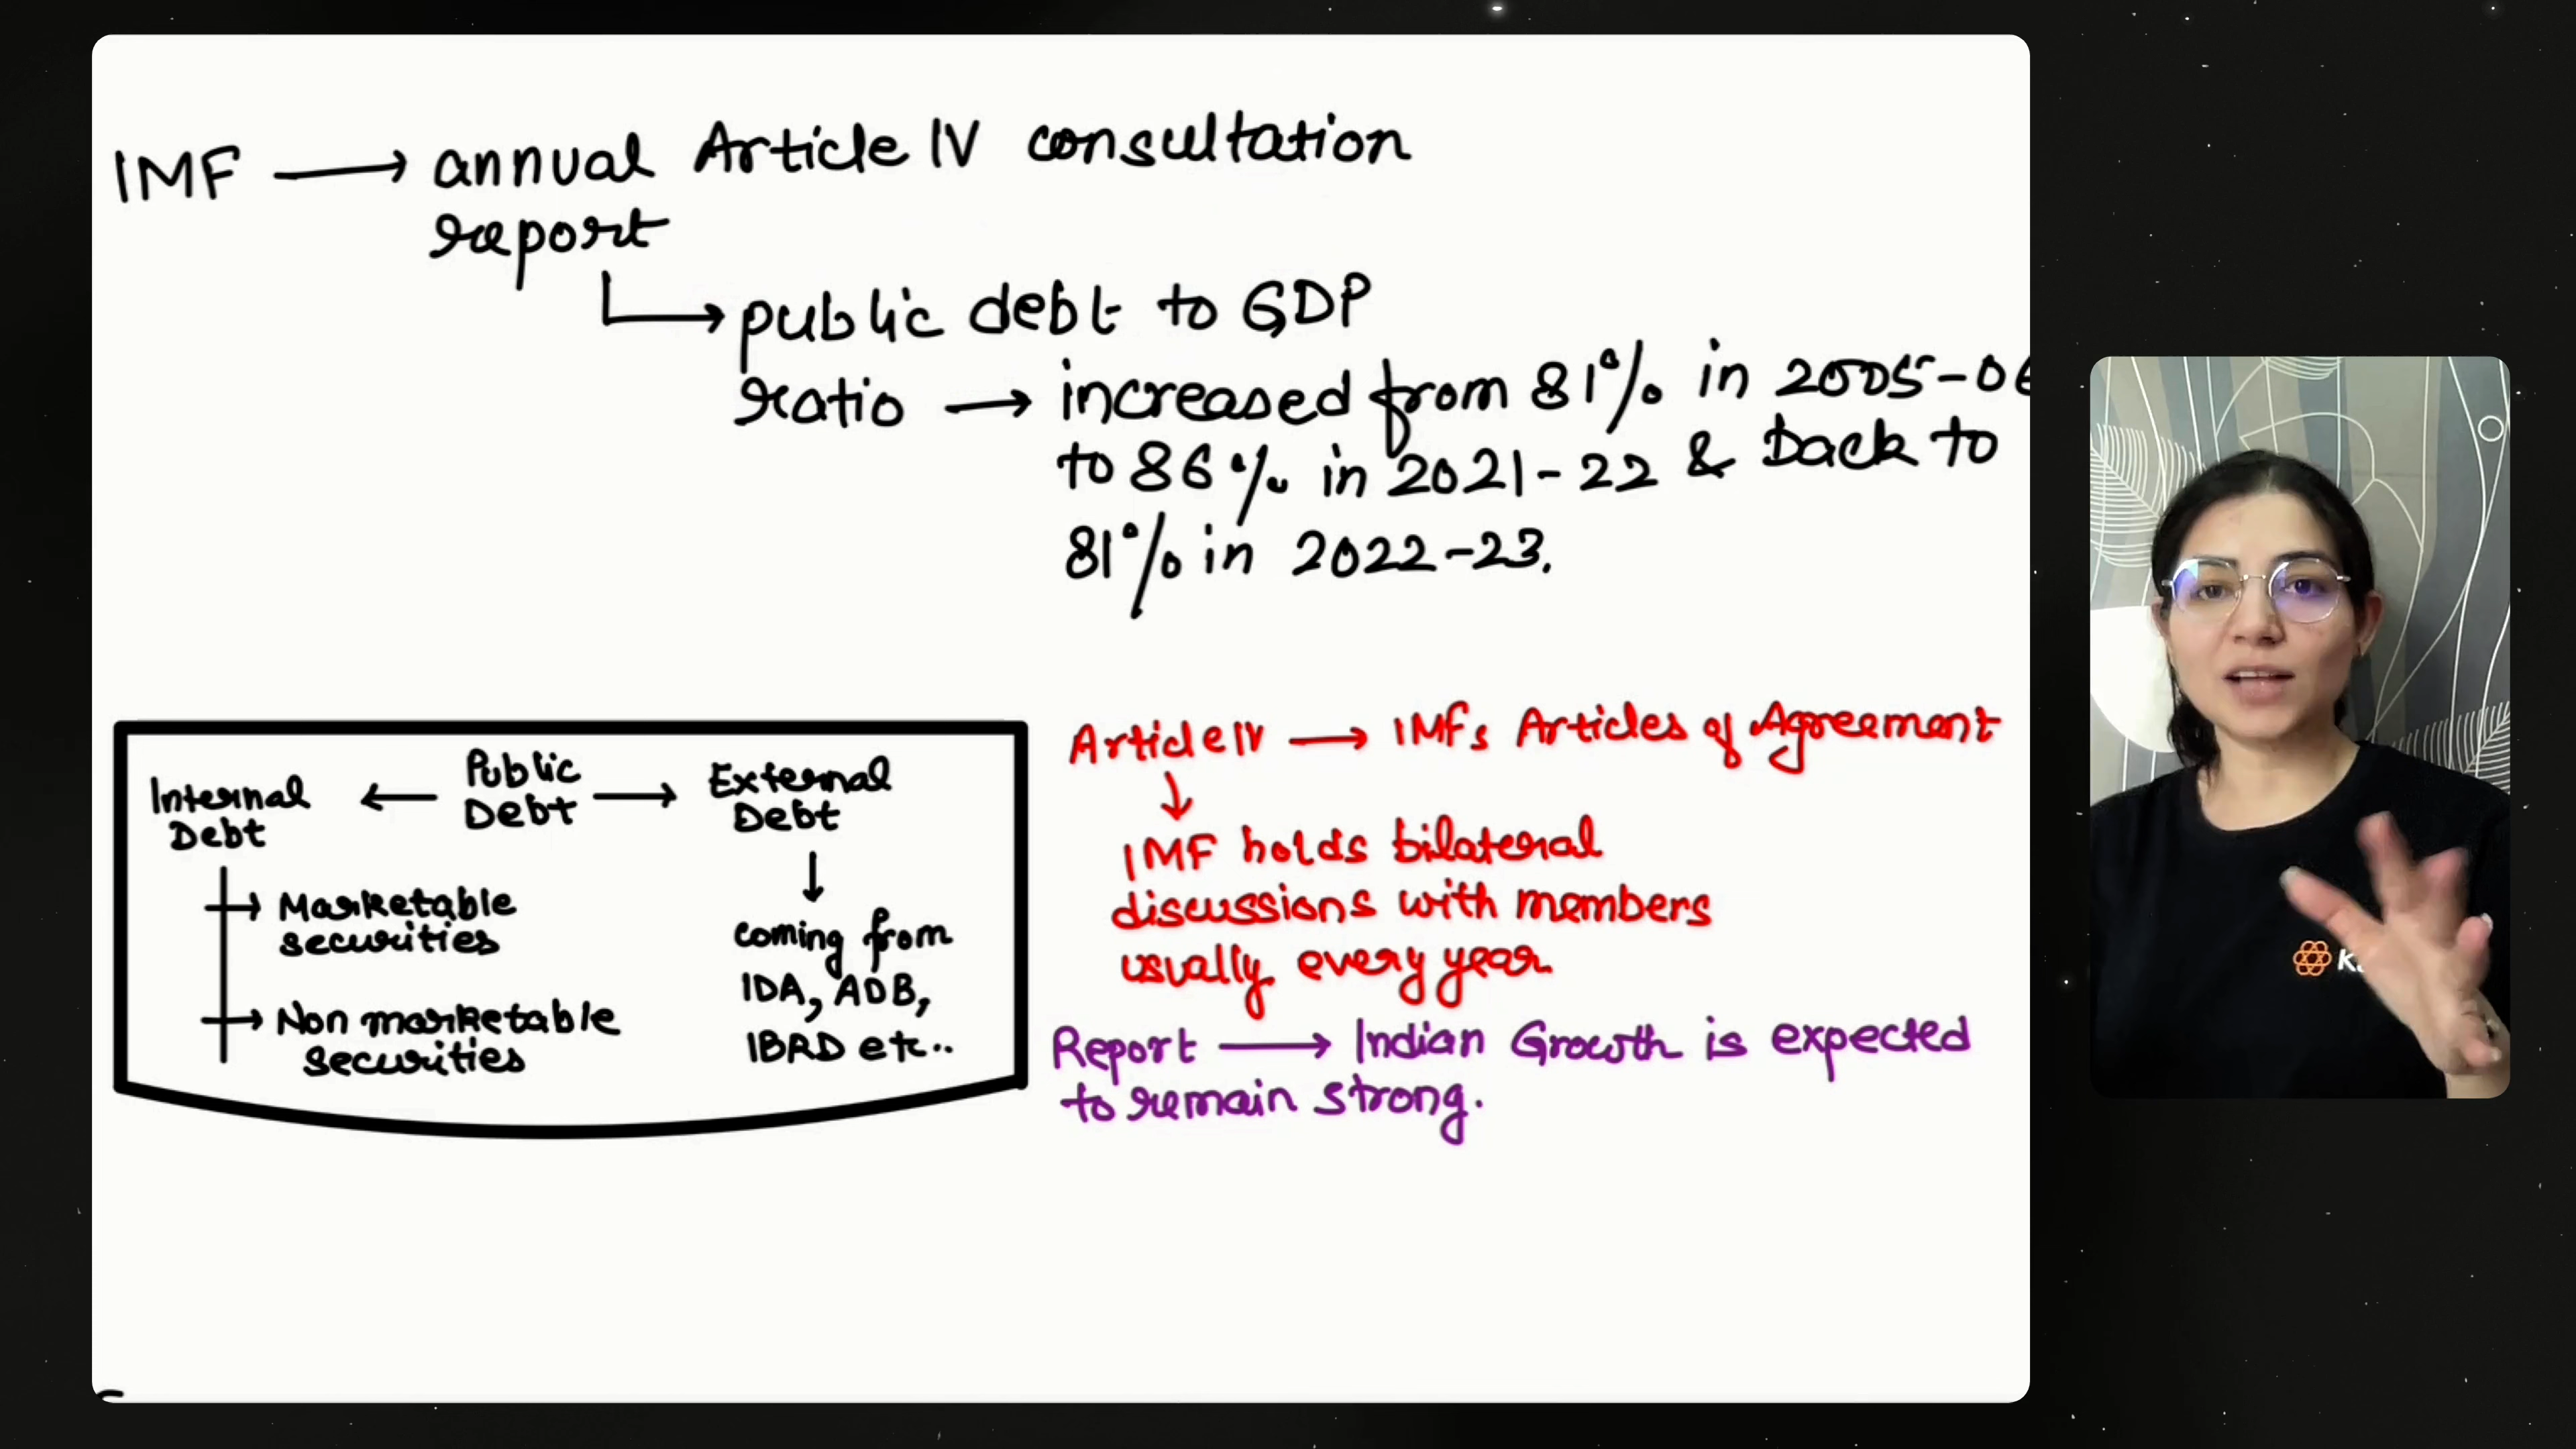 IMF → annual Article IV consultation
report
↳ public debt to GDP
ratio → increased from 81% in 2005-06
to 86% in 2021-22 & back to
81% in 2022-23.
Internal Debt ← Public Debt → External Debt
→ Marketable
securities
→ Non marketable
securities
↓
coming from
IDA, ADB,
IBRD etc..
Article IV → IMFs Articles of Agreement
↓
IMF holds bilateral
discussions with members
usually every year
Report → Indian Growth is expected
to remain strong.